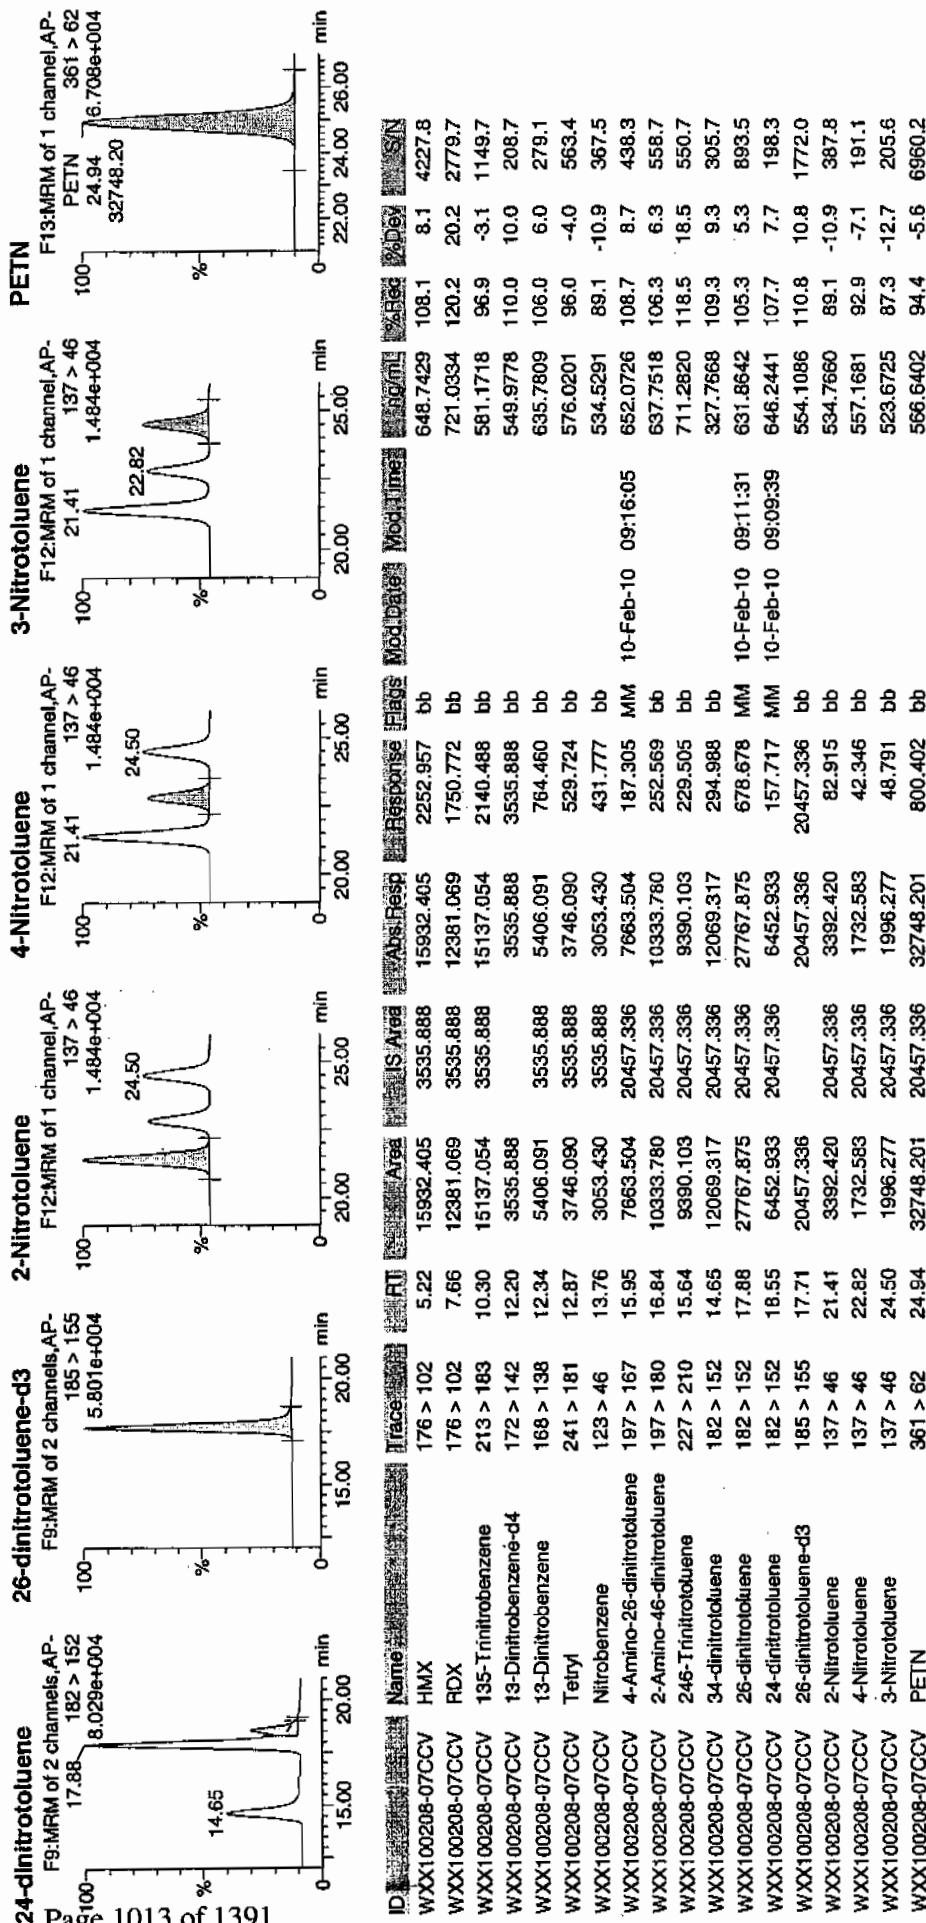 24-dinitrotoluene
F9:MRM of 2 channels,AP-
182 > 152
8.029e+004
17.88
100
%
14.65
0
15.00
20.00
min
26-dinitrotoluene-d3
F9:MRM of 2 channels,AP-
185 > 155
5.801e+004
100
%
0
15.00
20.00
min
2-Nitrotoluene
F12:MRM of 1 channel,AP-
137 > 46
1.484e+004
100
24.50
%
0
20.00
25.00
min
4-Nitrotoluene
F12:MRM of 1 channel,AP-
137 > 46
1.484e+004
21.41
100
24.50
%
0
20.00
25.00
min
3-Nitrotoluene
F12:MRM of 1 channel,AP-
137 > 46
1.484e+004
21.41
100
22.82
%
0
20.00
25.00
min
PETN
F13:MRM of 1 channel,AP-
361 > 62
6.708e+004
PETN
24.94
32748.20
100
%
0
22.00
24.00
26.00
min
ID Name Trace RT Area IS Area Abs.Resp Response Flags Mod.Date Mod.Time ng/mL %Rec %Dev S/N
WXX100208-07CCV HMX 176 > 102 5.22 15932.405 3535.888 15932.405 2252.957 bb 648.7429 108.1 8.1 4227.8
WXX100208-07CCV RDX 176 > 102 7.66 12381.069 3535.888 12381.069 1750.772 bb 721.0334 120.2 20.2 2779.7
WXX100208-07CCV 135-Trinitrobenzene 213 > 183 10.30 15137.054 3535.888 15137.054 2140.488 bb 581.1718 96.9 -3.1 1149.7
WXX100208-07CCV 13-Dinitrobenzene-d4 172 > 142 12.20 3535.888 3535.888 3535.888 bb 549.9778 110.0 10.0 208.7
WXX100208-07CCV 13-Dinitrobenzene 168 > 138 12.34 5406.091 3535.888 5406.091 764.460 bb 635.7809 106.0 6.0 279.1
WXX100208-07CCV Tetryl 241 > 181 12.87 3746.090 3535.888 3746.090 529.724 bb 576.0201 96.0 -4.0 563.4
WXX100208-07CCV Nitrobenzene 123 > 46 13.76 3053.430 3535.888 3053.430 431.777 bb 534.5291 89.1 -10.9 367.5
WXX100208-07CCV 4-Amino-26-dinitrotoluene 197 > 167 15.95 7663.504 20457.336 7663.504 187.305 MM 10-Feb-10 09:16:05 652.0726 108.7 8.7 438.3
WXX100208-07CCV 2-Amino-46-dinitrotoluene 197 > 180 16.84 10333.780 20457.336 10333.780 252.569 bb 637.7518 106.3 6.3 558.7
WXX100208-07CCV 246-Trinitrotoluene 227 > 210 15.64 9390.103 20457.336 9390.103 229.505 bb 711.2820 118.5 18.5 550.7
WXX100208-07CCV 34-dinitrotoluene 182 > 152 14.65 12069.317 20457.336 12069.317 294.988 bb 327.7668 109.3 9.3 305.7
WXX100208-07CCV 26-dinitrotoluene 182 > 152 17.88 27767.875 20457.336 27767.875 678.678 MM 10-Feb-10 09:11:31 631.8642 105.3 5.3 893.5
WXX100208-07CCV 24-dinitrotoluene 182 > 152 18.55 6452.933 20457.336 6452.933 157.717 MM 10-Feb-10 09:09:39 646.2441 107.7 7.7 198.3
WXX100208-07CCV 26-dinitrotoluene-d3 185 > 155 17.71 20457.336 20457.336 20457.336 bb 554.1086 110.8 10.8 1772.0
WXX100208-07CCV 2-Nitrotoluene 137 > 46 21.41 3392.420 20457.336 3392.420 82.915 bb 534.7660 89.1 -10.9 387.8
WXX100208-07CCV 4-Nitrotoluene 137 > 46 22.82 1732.583 20457.336 1732.583 42.346 bb 557.1681 92.9 -7.1 191.1
WXX100208-07CCV 3-Nitrotoluene 137 > 46 24.50 1996.277 20457.336 1996.277 48.791 bb 523.6725 87.3 -12.7 205.6
WXX100208-07CCV PETN 361 > 62 24.94 32748.201 20457.336 32748.201 800.402 bb 566.6402 94.4 -5.6 6960.2
Page 1013 of 1391